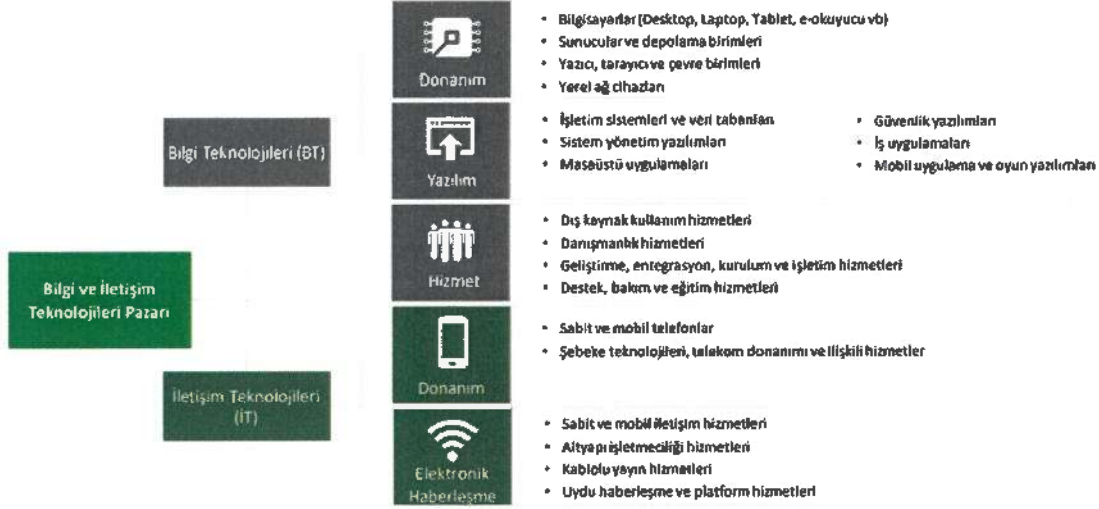 Bilgi ve İletişim
Teknolojileri Pazarı
Bilgi Teknolojileri (BT)
Donanım
• Bilgisayarlar (Desktop, Laptop, Tablet, e-okuyucu vb)
• Sunucular ve depolama birimleri
• Yazıcı, tarayıcı ve çevre birimleri
• Yerel ağ cihazları
Yazılım
• İşletim sistemleri ve veri tabanları
• Sistem yönetim yazılımları
• Masaüstü uygulamaları
• Güvenlik yazılımları
• İş uygulamaları
• Mobil uygulama ve oyun yazılımları
Hizmet
• Dış kaynak kullanım hizmetleri
• Danışmanlık hizmetleri
• Geliştirme, entegrasyon, kurulum ve işletim hizmetleri
• Destek, bakım ve eğitim hizmetleri
İletişim Teknolojileri
(İT)
Donanım
• Sabit ve mobil telefonlar
• Şebeke teknolojileri, telekom donanımı ve ilişkili hizmetler
Elektronik
Haberleşme
• Sabit ve mobil iletişim hizmetleri
• Altyapı işletmeciliği hizmetleri
• Kablolu yayın hizmetleri
• Uydu haberleşme ve platform hizmetleri